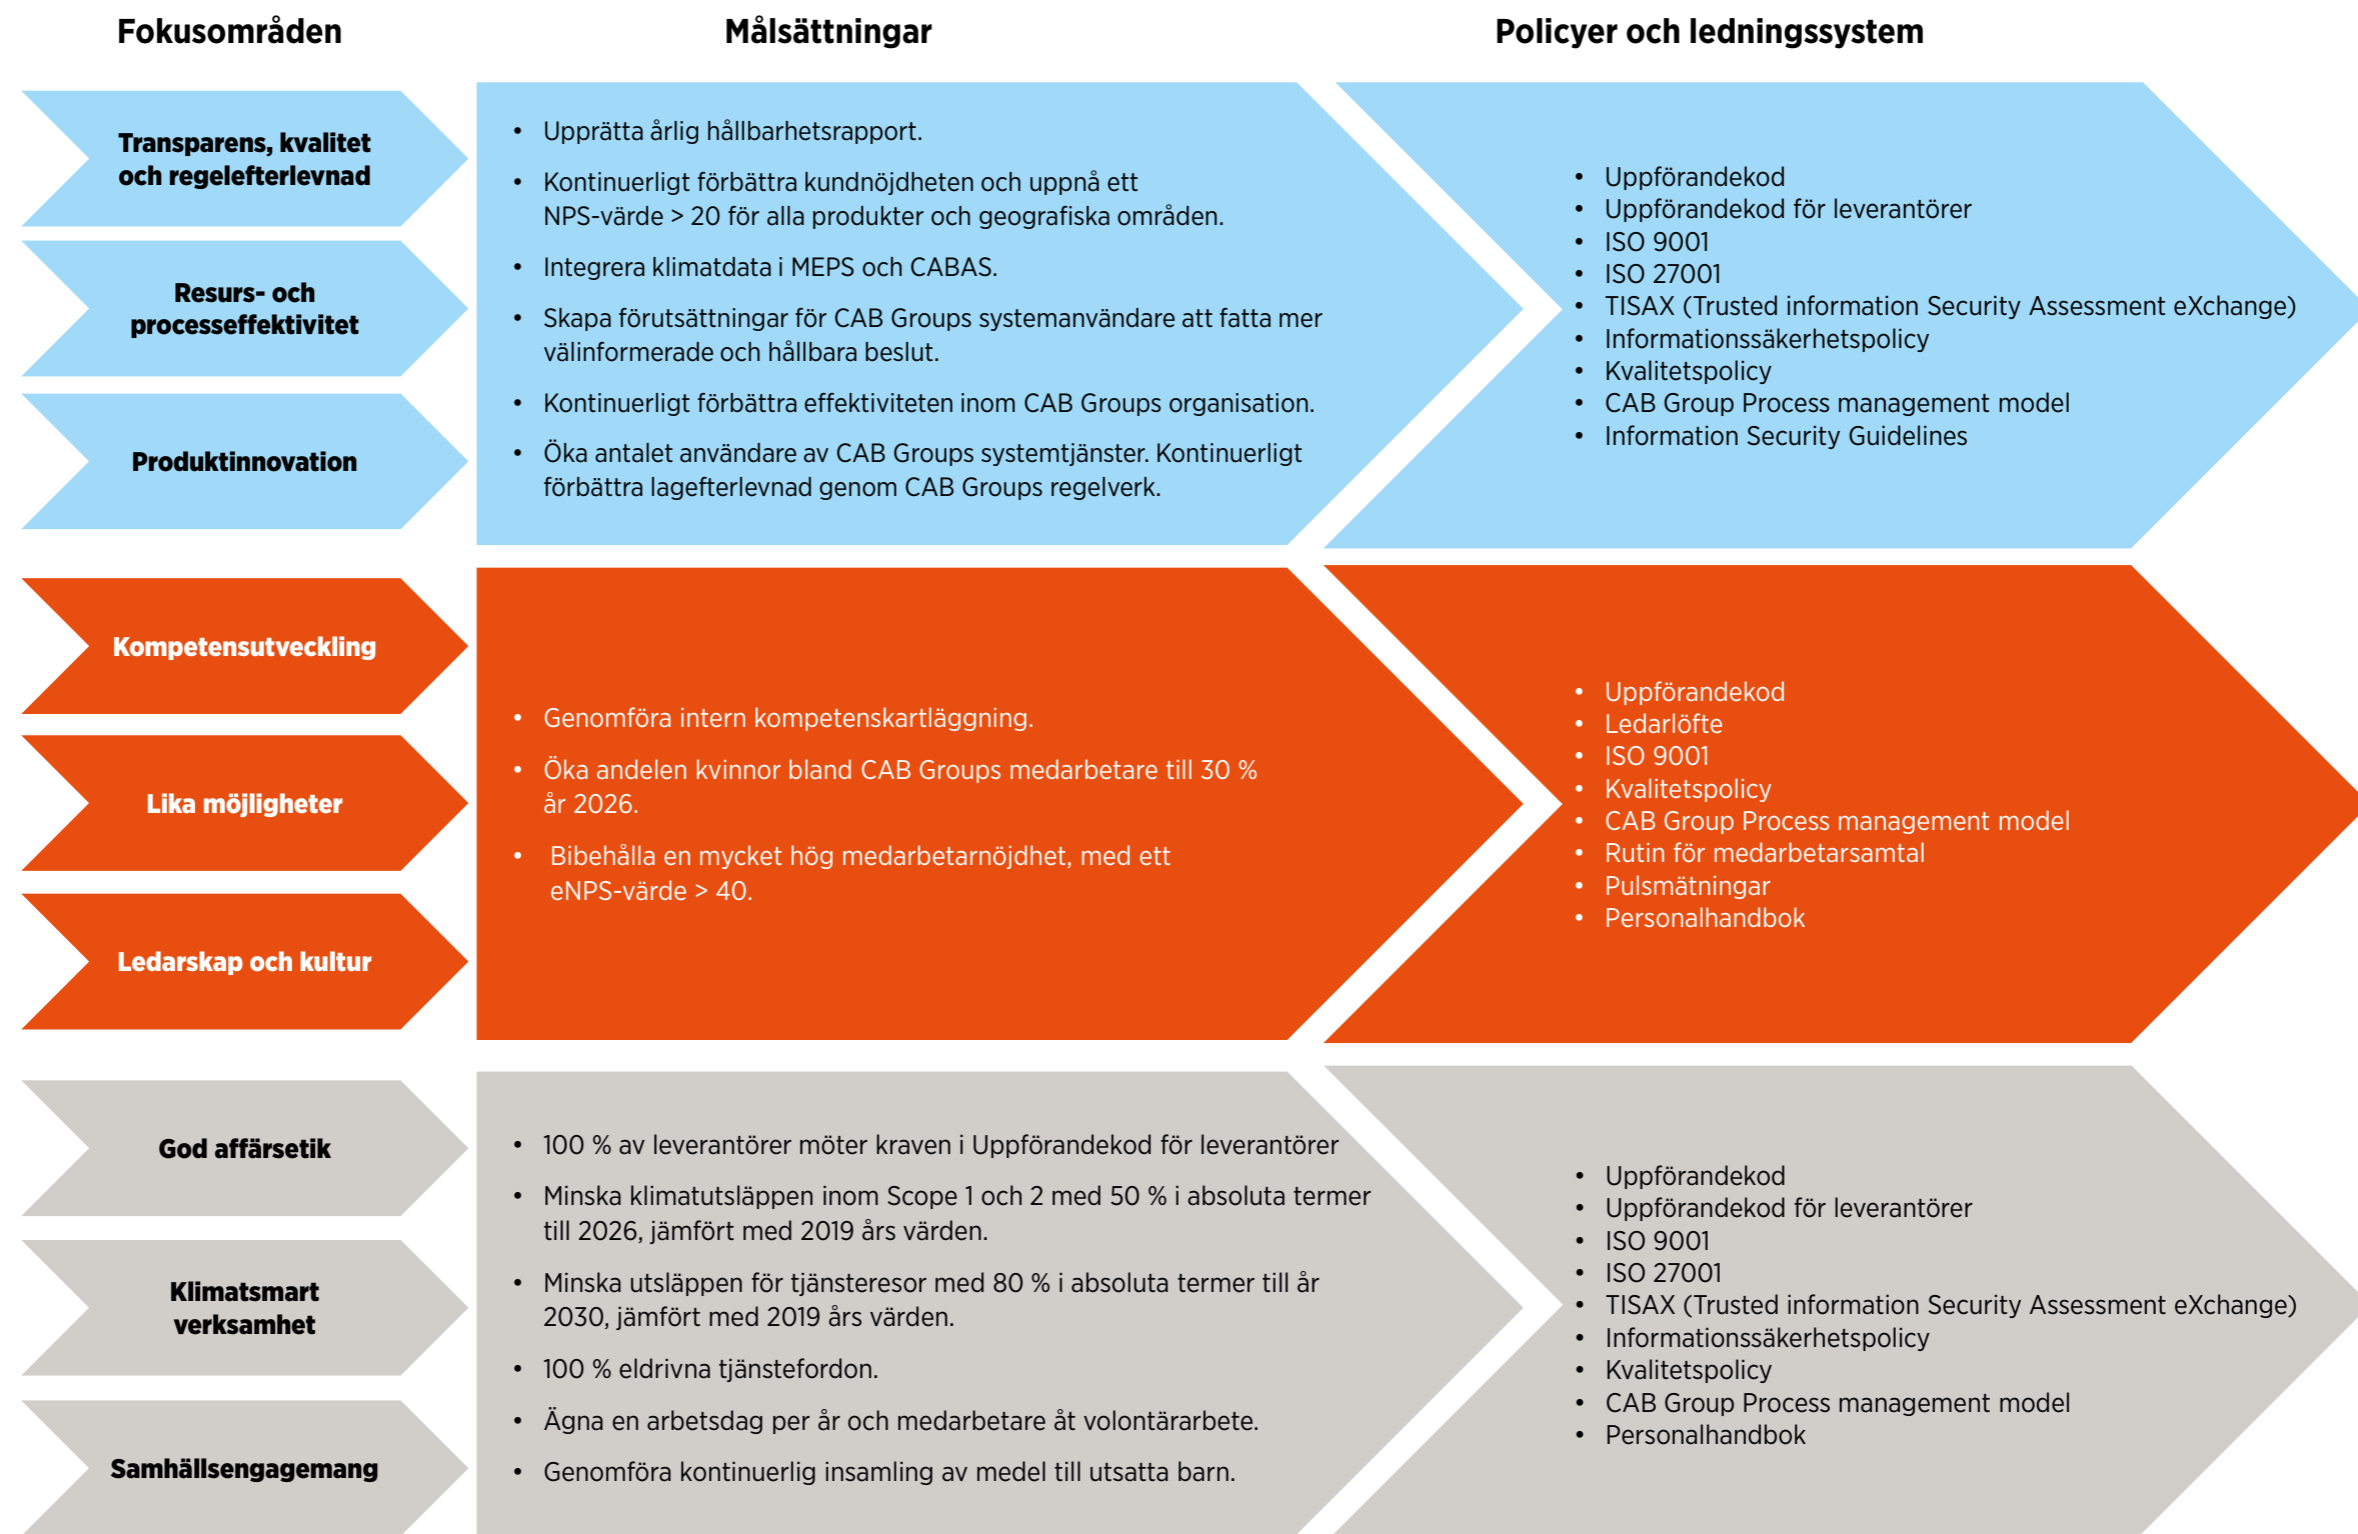 Fokusområden
Målsättningar
Policyer och ledningssystem
Transparens, kvalitet
och regelefterlevnad
Resurs- och
processeffektivitet
Produktinnovation
• Upprätta årlig hållbarhetsrapport.
• Kontinuerligt förbättra kundnöjdheten och uppnå ett
NPS-värde > 20 för alla produkter och geografiska områden.
• Integrera klimatdata i MEPS och CABAS.
• Skapa förutsättningar för CAB Groups systemanvändare att fatta mer
välinformerade och hållbara beslut.
• Kontinuerligt förbättra effektiviteten inom CAB Groups organisation.
• Öka antalet användare av CAB Groups systemtjänster. Kontinuerligt
förbättra lagefterlevnad genom CAB Groups regelverk.
• Uppförandekod
• Uppförandekod för leverantörer
• ISO 9001
• ISO 27001
• TISAX (Trusted information Security Assessment eXchange)
• Informationssäkerhetspolicy
• Kvalitetspolicy
• CAB Group Process management model
• Information Security Guidelines
Kompetensutveckling
Lika möjligheter
Ledarskap och kultur
• Genomföra intern kompetenskartläggning.
• Öka andelen kvinnor bland CAB Groups medarbetare till 30 %
år 2026.
• Bibehålla en mycket hög medarbetarnöjdhet, med ett
eNPS-värde > 40.
• Uppförandekod
• Ledarlöfte
• ISO 9001
• Kvalitetspolicy
• CAB Group Process management model
• Rutin för medarbetarsamtal
• Pulsmätningar
• Personalhandbok
God affärsetik
Klimatsmart
verksamhet
Samhällsengagemang
• 100 % av leverantörer möter kraven i Uppförandekod för leverantörer
• Minska klimatutsläppen inom Scope 1 och 2 med 50 % i absoluta termer
till 2026, jämfört med 2019 års värden.
• Minska utsläppen för tjänsteresor med 80 % i absoluta termer till år
2030, jämfört med 2019 års värden.
• 100 % eldrivna tjänstefordon.
• Ägna en arbetsdag per år och medarbetare åt volontärarbete.
• Genomföra kontinuerlig insamling av medel till utsatta barn.
• Uppförandekod
• Uppförandekod för leverantörer
• ISO 9001
• ISO 27001
• TISAX (Trusted information Security Assessment eXchange)
• Informationssäkerhetspolicy
• Kvalitetspolicy
• CAB Group Process management model
• Personalhandbok